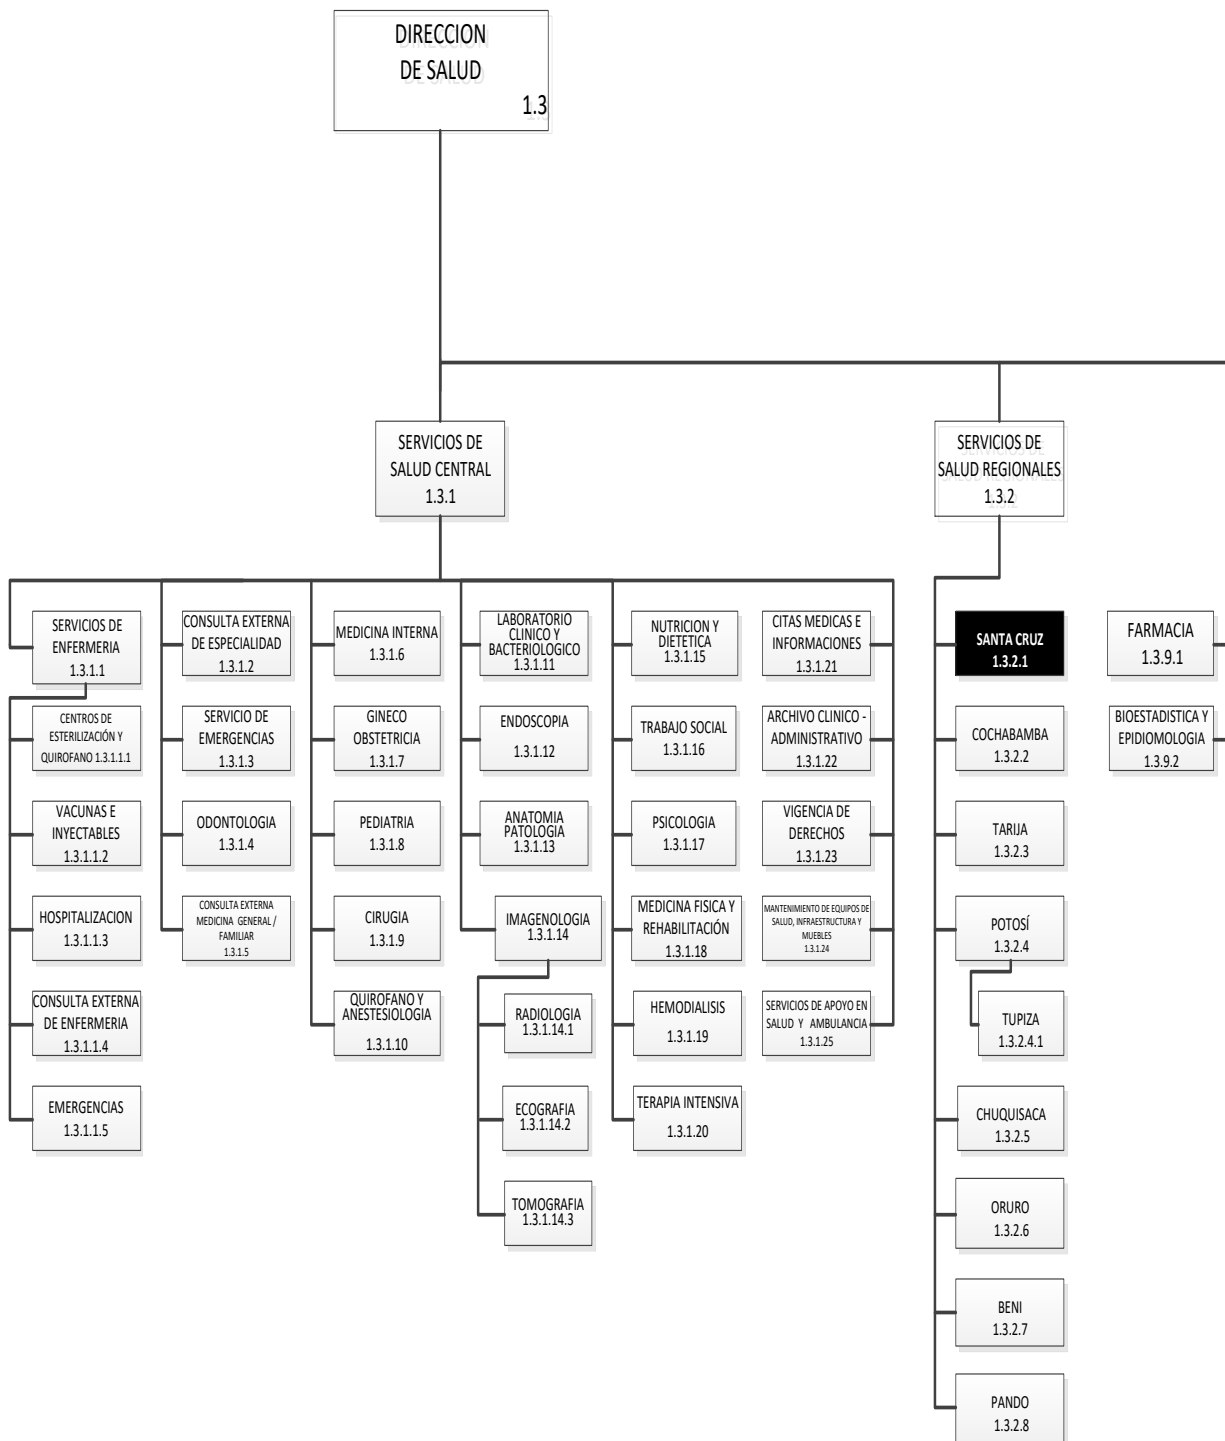 DIRECCION
DE SALUD
1.3
SERVICIOS DE
SALUD CENTRAL
1.3.1
SERVICIOS DE
SALUD REGIONALES
1.3.2
SERVICIOS DE
ENFERMERIA
1.3.1.1
CENTROS DE
ESTERILIZACIÓN Y
QUIROFANO 1.3.1.1.1
VACUNAS E
INYECTABLES
1.3.1.1.2
HOSPITALIZACION
1.3.1.1.3
CONSULTA EXTERNA
DE ENFERMERIA
1.3.1.1.4
EMERGENCIAS
1.3.1.1.5
CONSULTA EXTERNA
DE ESPECIALIDAD
1.3.1.2
SERVICIO DE
EMERGENCIAS
1.3.1.3
ODONTOLOGIA
1.3.1.4
CONSULTA EXTERNA
MEDICINA GENERAL /
FAMILIAR
1.3.1.5
MEDICINA INTERNA
1.3.1.6
GINECO
OBSTETRICIA
1.3.1.7
PEDIATRIA
1.3.1.8
CIRUGIA
1.3.1.9
QUIROFANO Y
ANESTESIOLOGIA
1.3.1.10
LABORATORIO
CLINICO Y
BACTERIOLOGICO
1.3.1.11
ENDOSCOPIA
1.3.1.12
ANATOMIA
PATOLOGIA
1.3.1.13
IMAGENOLOGIA
1.3.1.14
RADIOLOGIA
1.3.1.14.1
ECOGRAFIA
1.3.1.14.2
TOMOGRAFIA
1.3.1.14.3
NUTRICION Y
DIETETICA
1.3.1.15
TRABAJO SOCIAL
1.3.1.16
PSICOLOGIA
1.3.1.17
MEDICINA FISICA Y
REHABILITACIÓN
1.3.1.18
HEMODIALISIS
1.3.1.19
TERAPIA INTENSIVA
1.3.1.20
CITAS MEDICAS E
INFORMACIONES
1.3.1.21
ARCHIVO CLINICO -
ADMINISTRATIVO
1.3.1.22
VIGENCIA DE
DERECHOS
1.3.1.23
MANTENIMIENTO DE EQUIPOS DE
SALUD, INFRAESTRUCTURA Y
MUEBLES
1.3.1.24
SERVICIOS DE APOYO EN
SALUD Y AMBULANCIA
1.3.1.25
SANTA CRUZ
1.3.2.1
COCHABAMBA
1.3.2.2
TARIJA
1.3.2.3
POTOSÍ
1.3.2.4
TUPIZA
1.3.2.4.1
CHUQUISACA
1.3.2.5
ORURO
1.3.2.6
BENI
1.3.2.7
PANDO
1.3.2.8
FARMACIA
1.3.9.1
BIOESTADISTICA Y
EPIDIOMOLOGIA
1.3.9.2